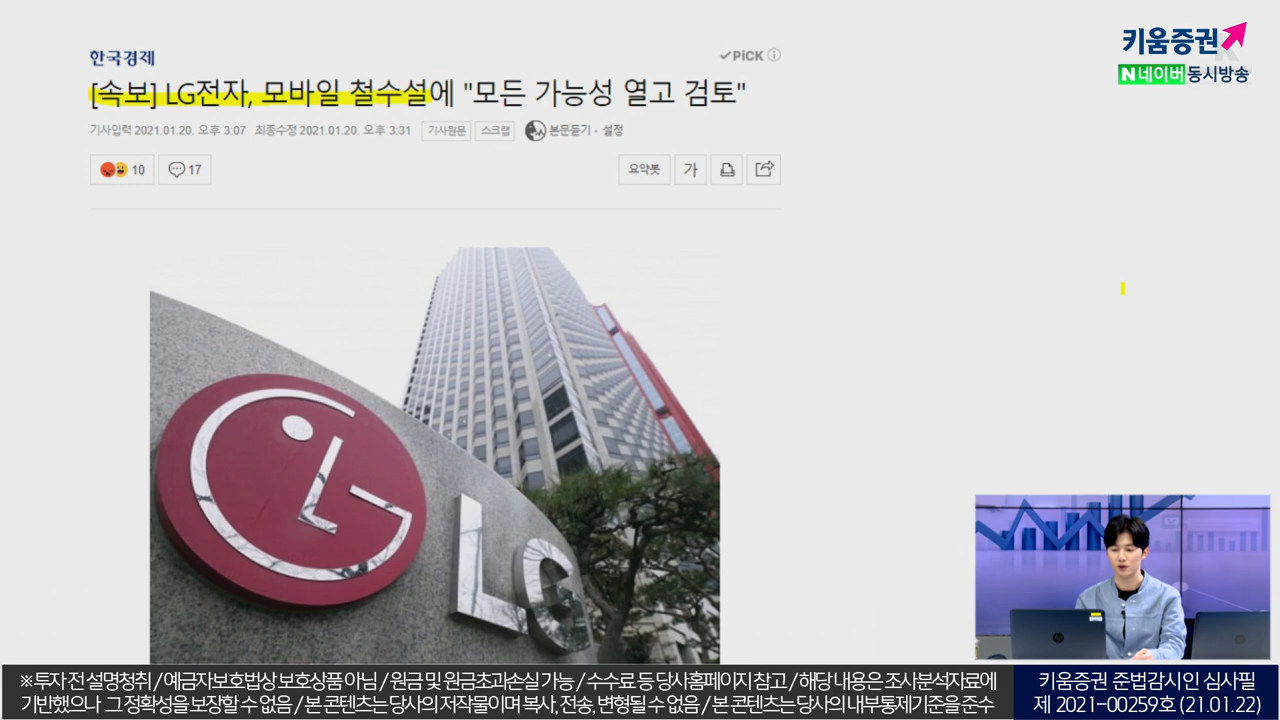 한국경제
✓PiCK ⓘ
[속보] LG전자, 모바일 철수설에 "모든 가능성 열고 검토"
기사입력 2021.01.20. 오후 3:07 최종수정 2021.01.20. 오후 3:31 기사원문 스크랩 본문듣기 · 설정
10 17
요약봇 가
키움증권
N 네이버 동시방송
LG
LG
hp
※ 투자 전 설명청취 / 예금자보호법상 보호상품 아님 / 원금 및 원금초과손실 가능 / 수수료 등 당사홈페이지 참고 / 해당 내용은 조사분석자료에
기반했으나 그 정확성을 보장할 수 없음 / 본 콘텐츠는 당사의 저작물이며 복사, 전송, 변형될 수 없음 / 본 콘텐츠는 당사의 내부통제기준을 준수
키움증권 준법감시인 심사필
제 2021-00259호 (21.01.22)